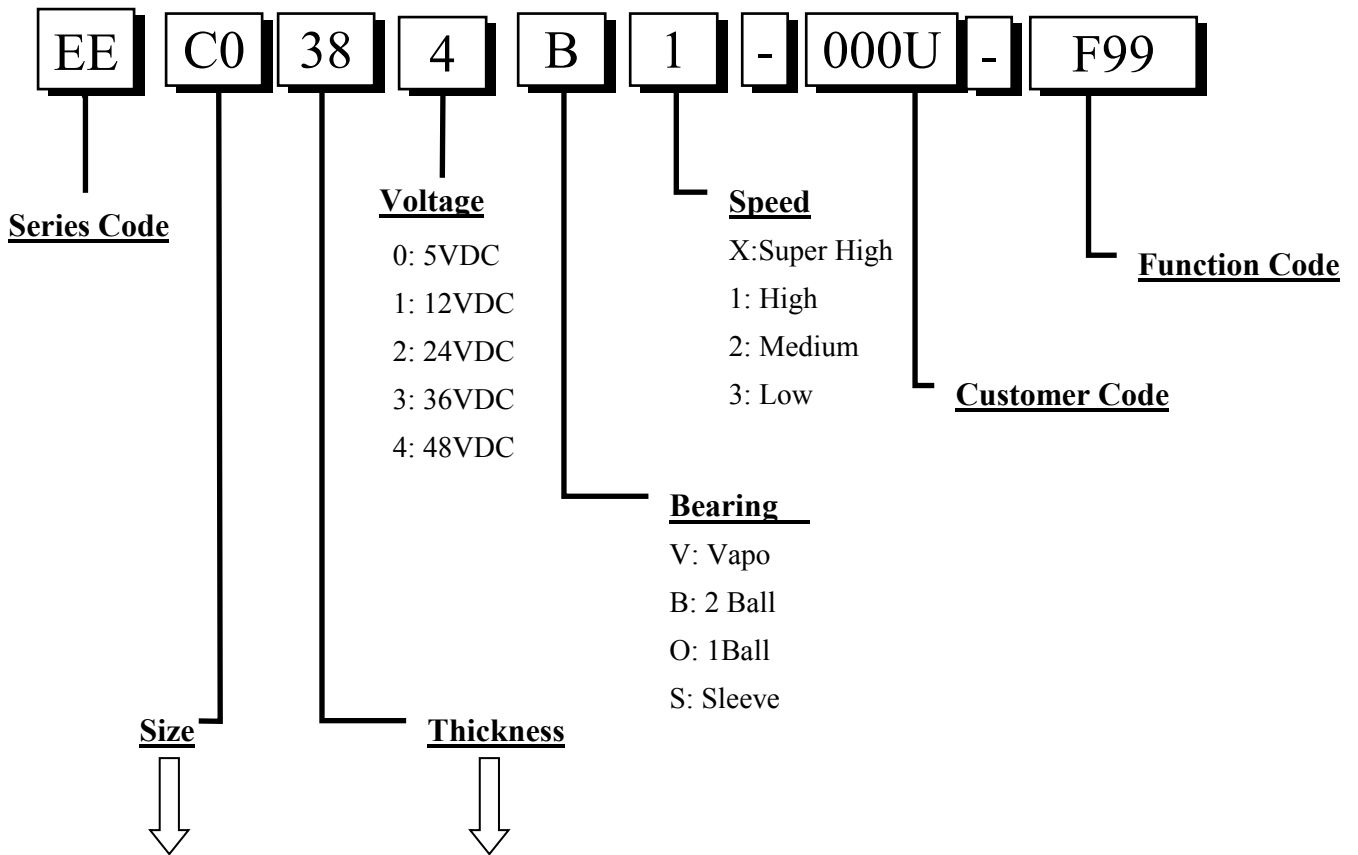 EE C0 38 4 B 1 - 000U - F99
Series Code
Voltage
0: 5VDC
1: 12VDC
2: 24VDC
3: 36VDC
4: 48VDC
Speed
X:Super High
1: High
2: Medium
3: Low
Function Code
Customer Code
Bearing
V: Vapo
B: 2 Ball
O: 1Ball
S: Sleeve
Size
Thickness